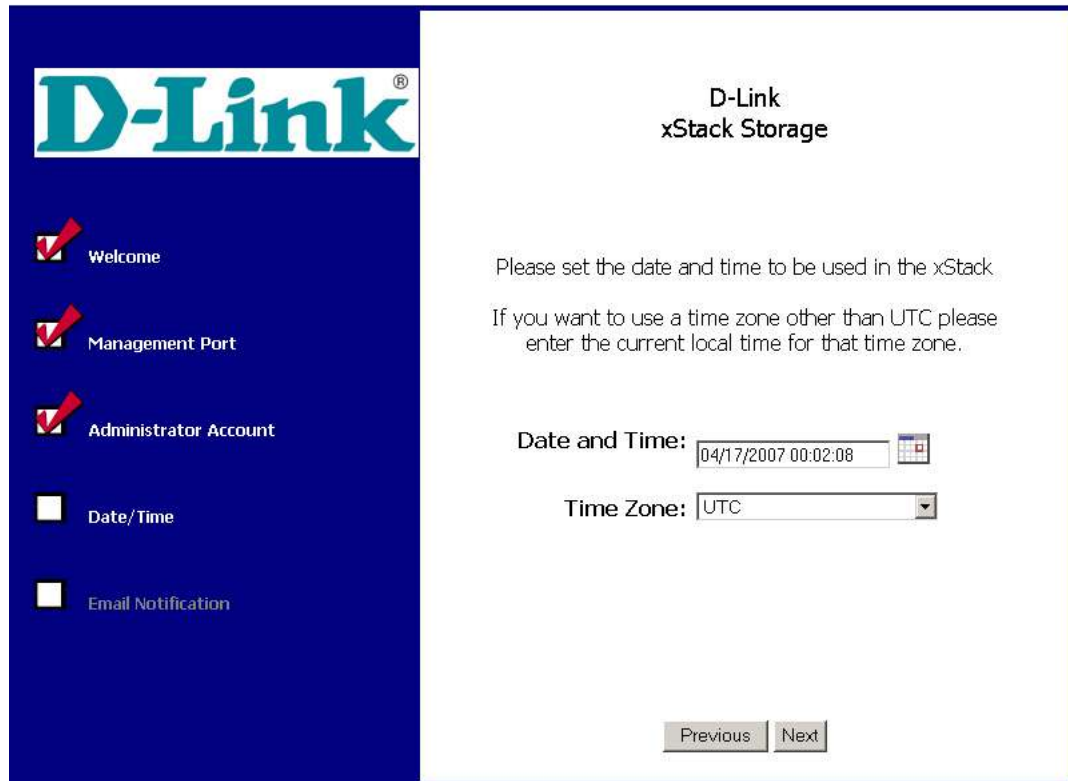 D-Link®
Welcome
Management Port
Administrator Account
Date/Time
Email Notification
D-Link
xStack Storage
Please set the date and time to be used in the xStack
If you want to use a time zone other than UTC please
enter the current local time for that time zone.
Date and Time: 04/17/2007 00:02:08
Time Zone: UTC
Previous Next